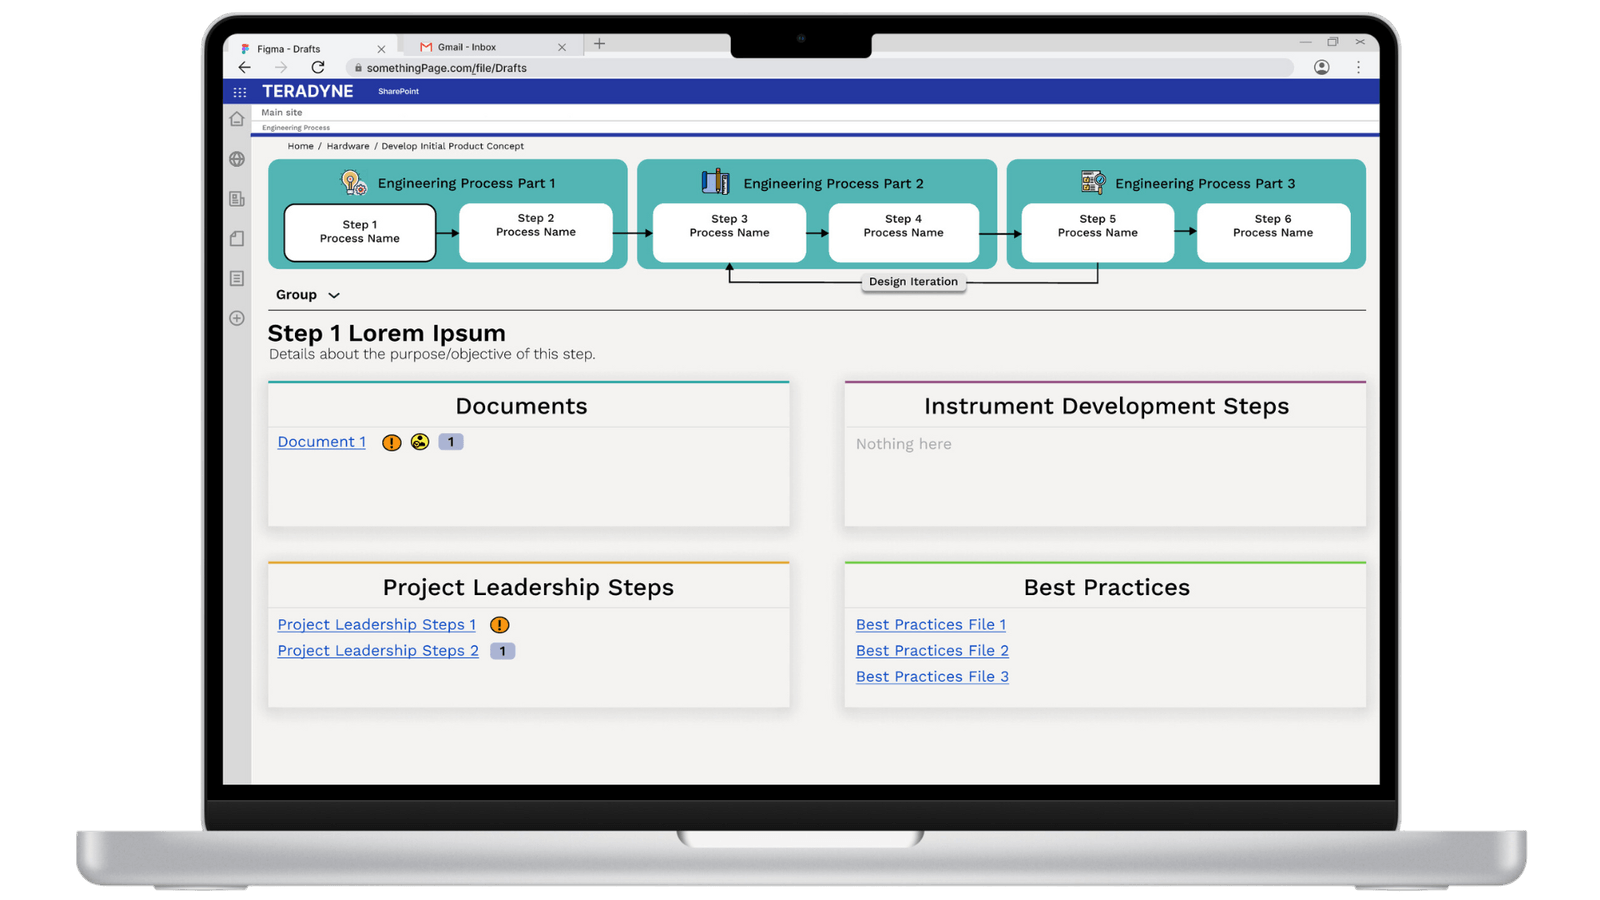 Figma - Drafts
Gmail - Inbox
somethingPage.com/file/Drafts
TERADYNE
SharePoint
Main site
Engineering Process
Home / Hardware / Develop Initial Product Concept
Engineering Process Part 1
Engineering Process Part 2
Engineering Process Part 3
Step 1
Process Name
Step 2
Process Name
Step 3
Process Name
Step 4
Process Name
Step 5
Process Name
Step 6
Process Name
Design Iteration
Group
Step 1 Lorem Ipsum
Details about the purpose/objective of this step.
Documents
Document 1 ! 1
Instrument Development Steps
Nothing here
Project Leadership Steps
Project Leadership Steps 1 !
Project Leadership Steps 2 1
Best Practices
Best Practices File 1
Best Practices File 2
Best Practices File 3